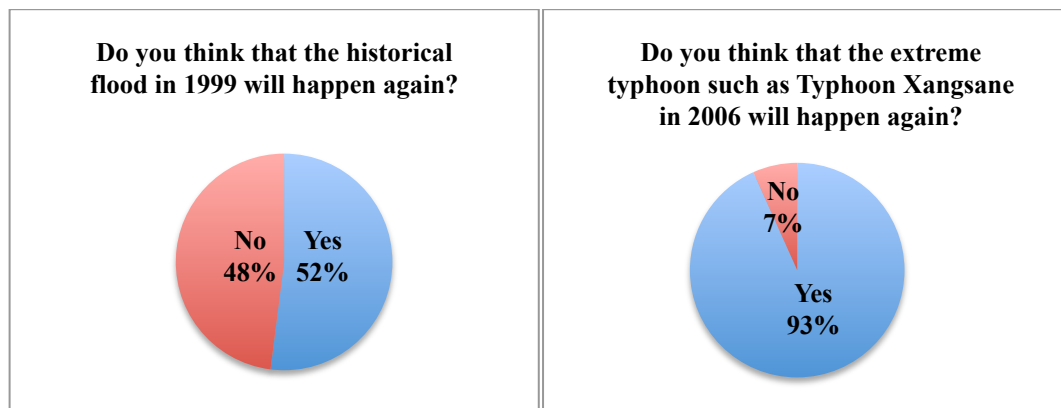 Do you think that the historical
flood in 1999 will happen again?
No
48%
Yes
52%
Do you think that the extreme
typhoon such as Typhoon Xangsane
in 2006 will happen again?
No
7%
Yes
93%